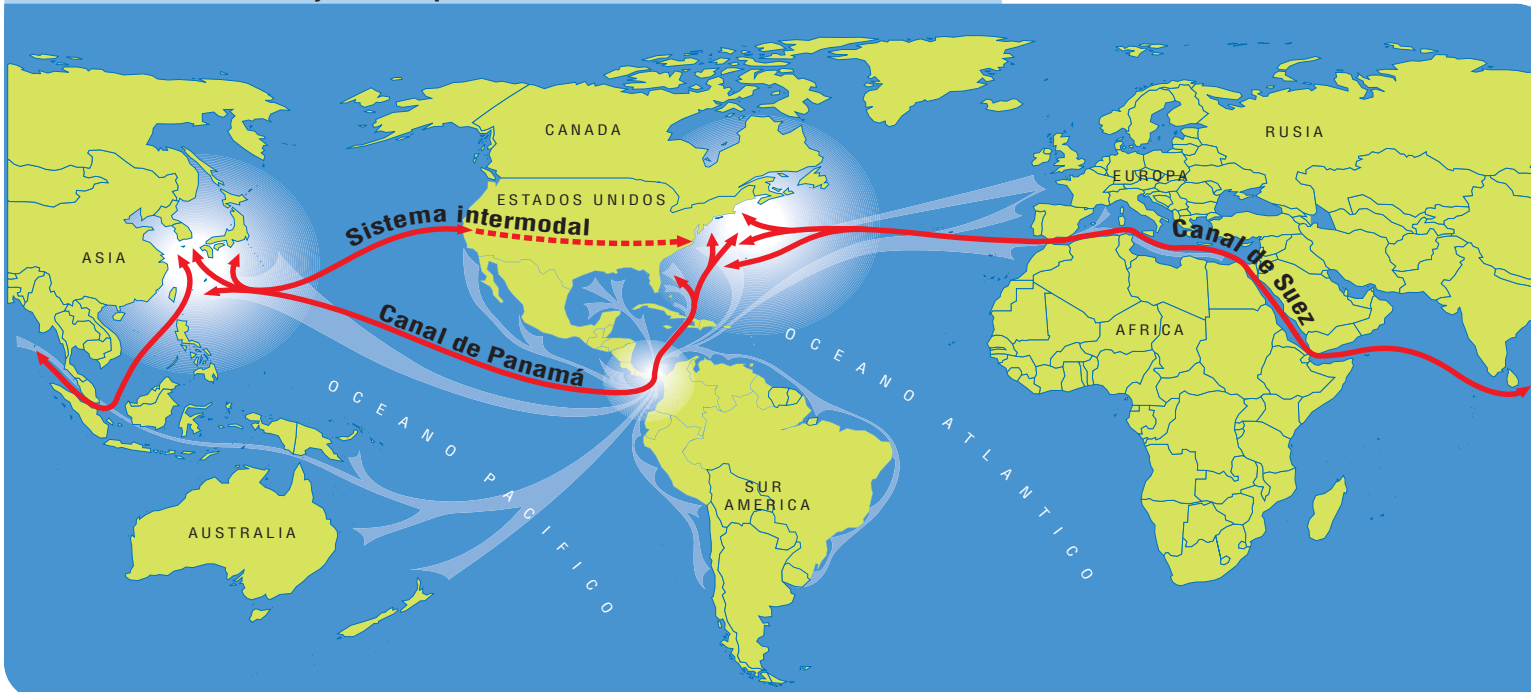 CANADA
RUSIA
EUROPA
ESTADOS UNIDOS
Sistema intermodal
ASIA
Canal de Suez
Canal de Panamá
AFRICA
OCEANO PACIFICO
OCEANO ATLANTICO
SUR
AMERICA
AUSTRALIA